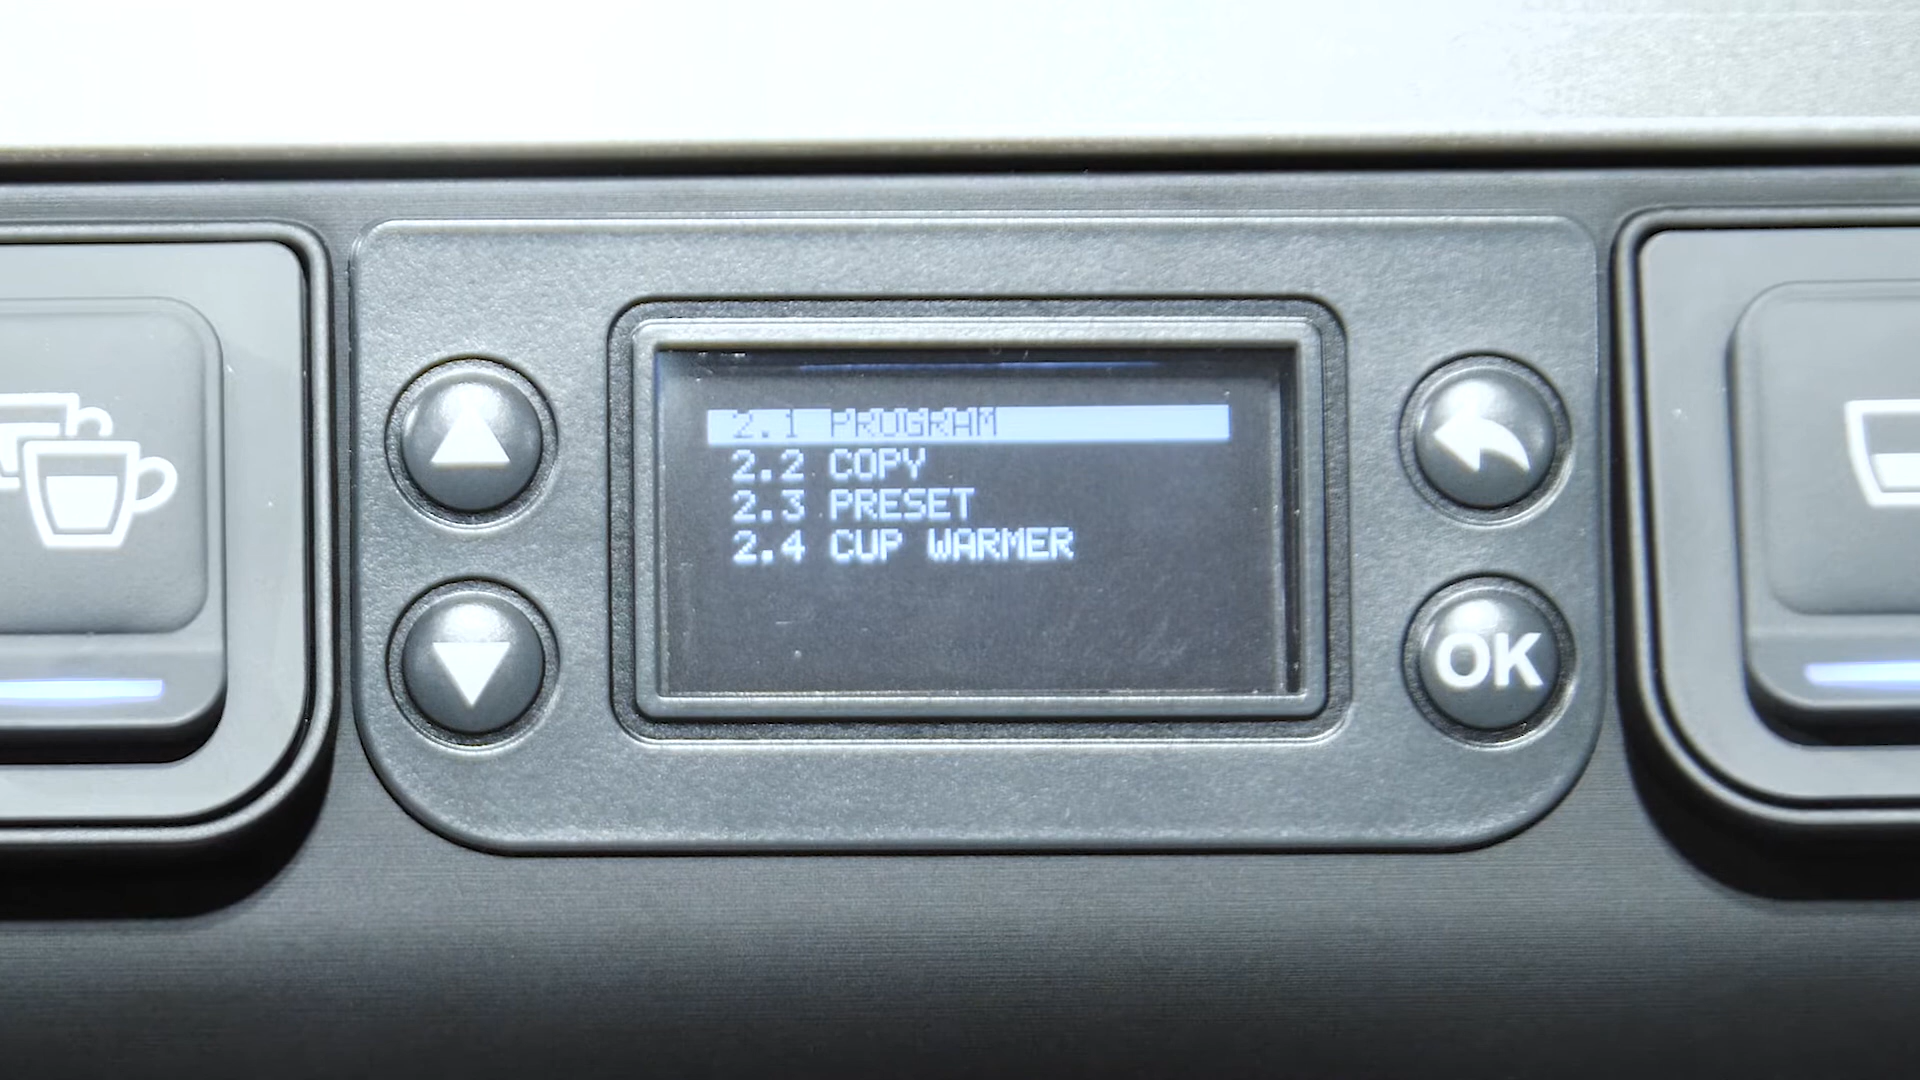 2.1 PROGRAM
2.2 COPY
2.3 PRESET
2.4 CUP WARMER
OK